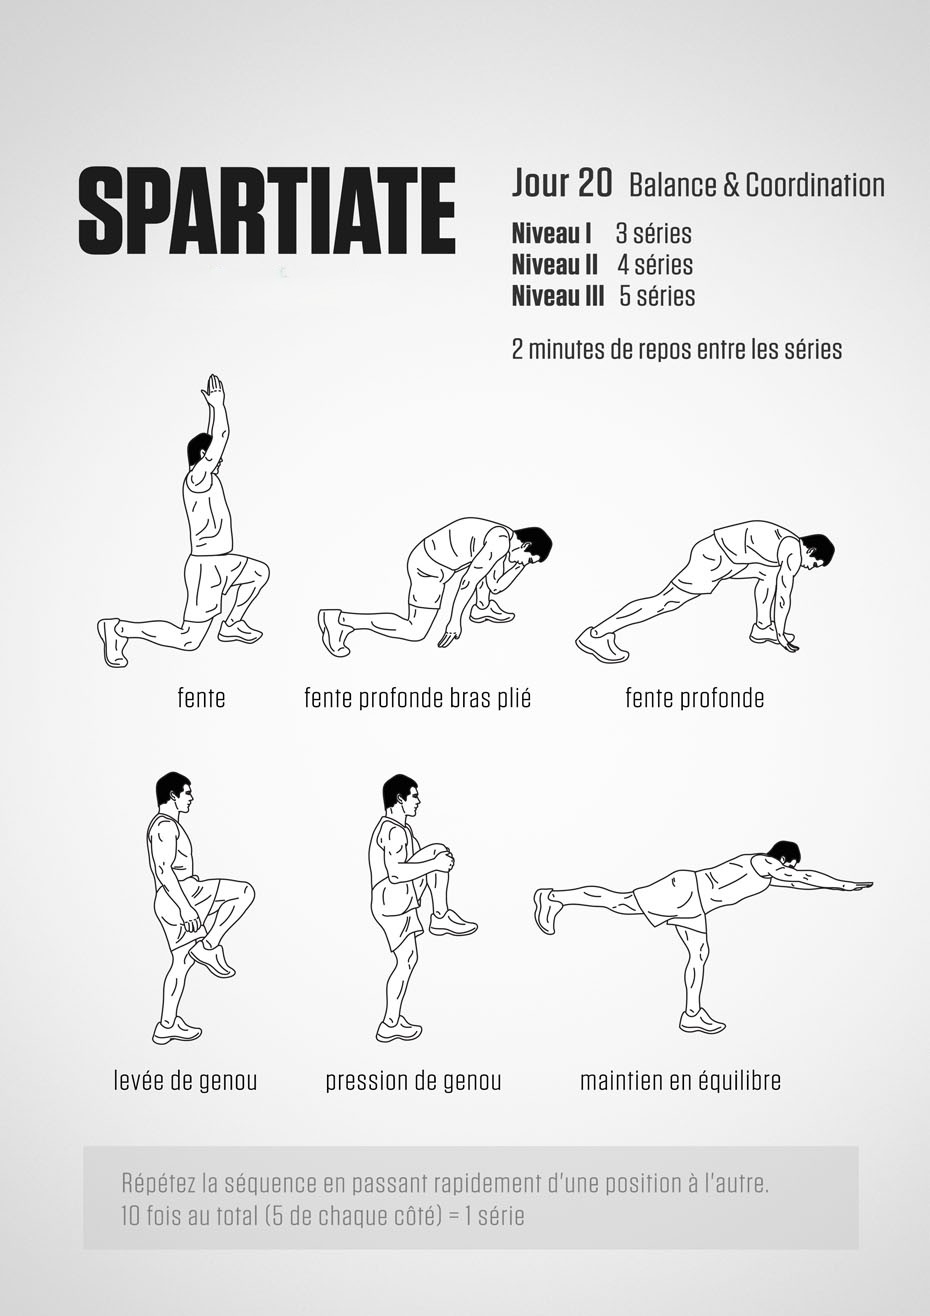 SPARTIATE
Jour 20 Balance & Coordination
Niveau I 3 séries
Niveau II 4 séries
Niveau III 5 séries
2 minutes de repos entre les séries
fente
fente profonde bras plié
fente profonde
levée de genou
pression de genou
maintien en équilibre
Répétez la séquence en passant rapidement d'une position à l'autre.
10 fois au total (5 de chaque côté) = 1 série